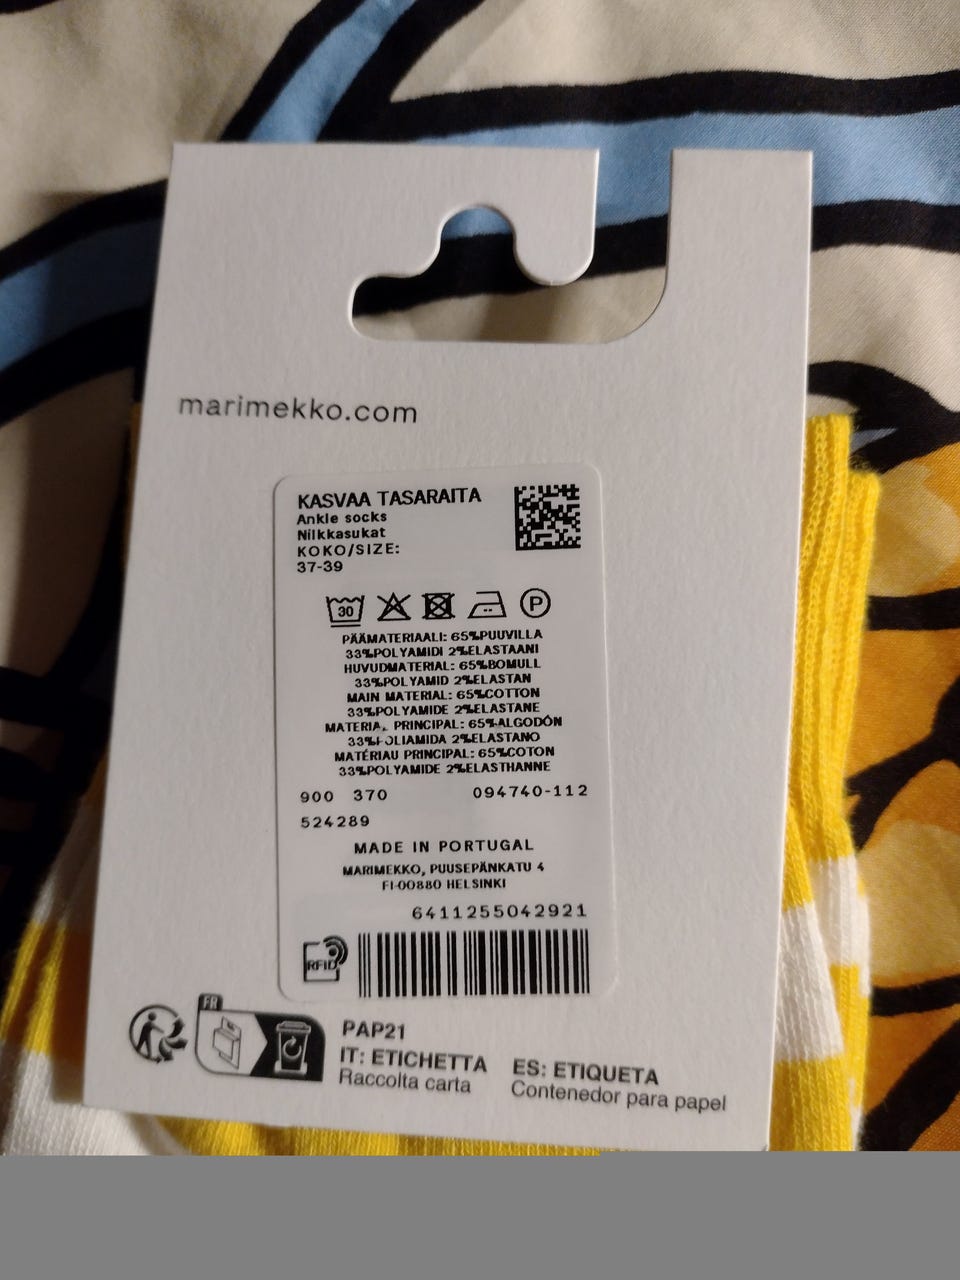 marimekko.com
KASVAA TASARAITA
Ankle socks
Nilkkasukat
KOKO/SIZE:
37-39
30
P
PÄÄMATERIAALI: 65%PUUVILLA
33%POLYAMIDI 2%ELASTAANI
HUVUDMATERIAL: 65%BOMULL
33%POLYAMID 2%ELASTAN
MAIN MATERIAL: 65%COTTON
33%POLYAMIDE 2%ELASTANE
MATERIAL PRINCIPAL: 65%ALGODÓN
33%POLIAMIDA 2%ELASTANO
MATÉRIAU PRINCIPAL: 65%COTON
33%POLYAMIDE 2%ELASTHANNE
900 370 094740-112
524289
MADE IN PORTUGAL
MARIMEKKO, PUUSEPÄNKATU 4
FI-00880 HELSINKI
6411255042921
RFID
FR
PAP21
IT: ETICHETTA ES: ETIQUETA
Raccolta carta Contenedor para papel